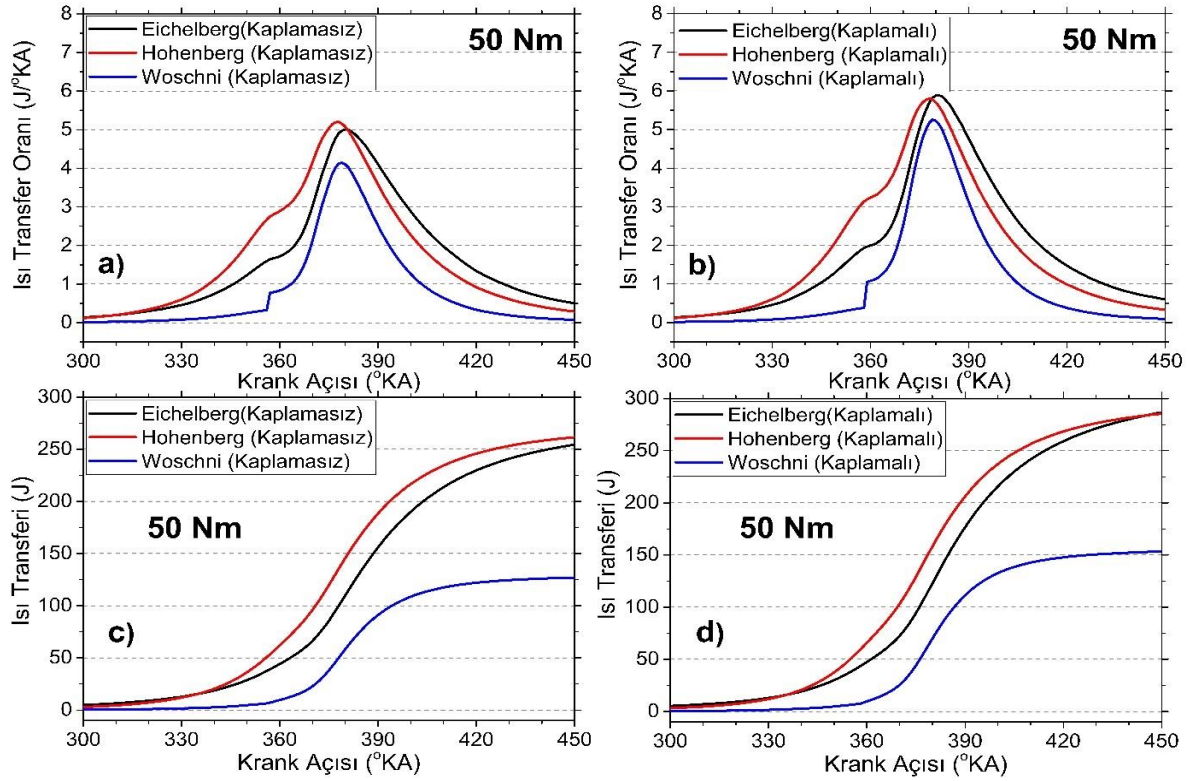 Eichelberg(Kaplamasız)
Hohenberg (Kaplamasız)
Woschni (Kaplamasız)
50 Nm
a)
Isı Transfer Oranı (J/°KA)
8
7
6
5
4
3
2
1
0
300 330 360 390 420 450
Krank Açısı (°KA)
Eichelberg(Kaplamalı)
Hohenberg (Kaplamalı)
Woschni (Kaplamalı)
50 Nm
b)
Isı Transfer Oranı (J/°KA)
8
7
6
5
4
3
2
1
0
300 330 360 390 420 450
Krank Açısı (°KA)
Eichelberg(Kaplamasız)
Hohenberg (Kaplamasız)
Woschni (Kaplamasız)
50 Nm
c)
Isı Transferi (J)
300
250
200
150
100
50
0
300 330 360 390 420 450
Krank Açısı (°KA)
Eichelberg(Kaplamalı)
Hohenberg (Kaplamalı)
Woschni (Kaplamalı)
50 Nm
d)
Isı Transferi (J)
300
250
200
150
100
50
0
300 330 360 390 420 450
Krank Açısı (°KA)